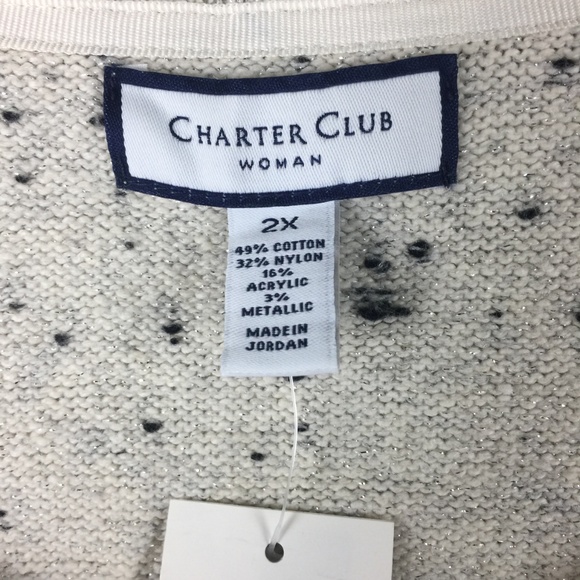 CHARTER CLUB
WOMAN
2X
49% COTTON
32% NYLON
16%
ACRYLIC
3%
METALLIC
MADE IN
JORDAN